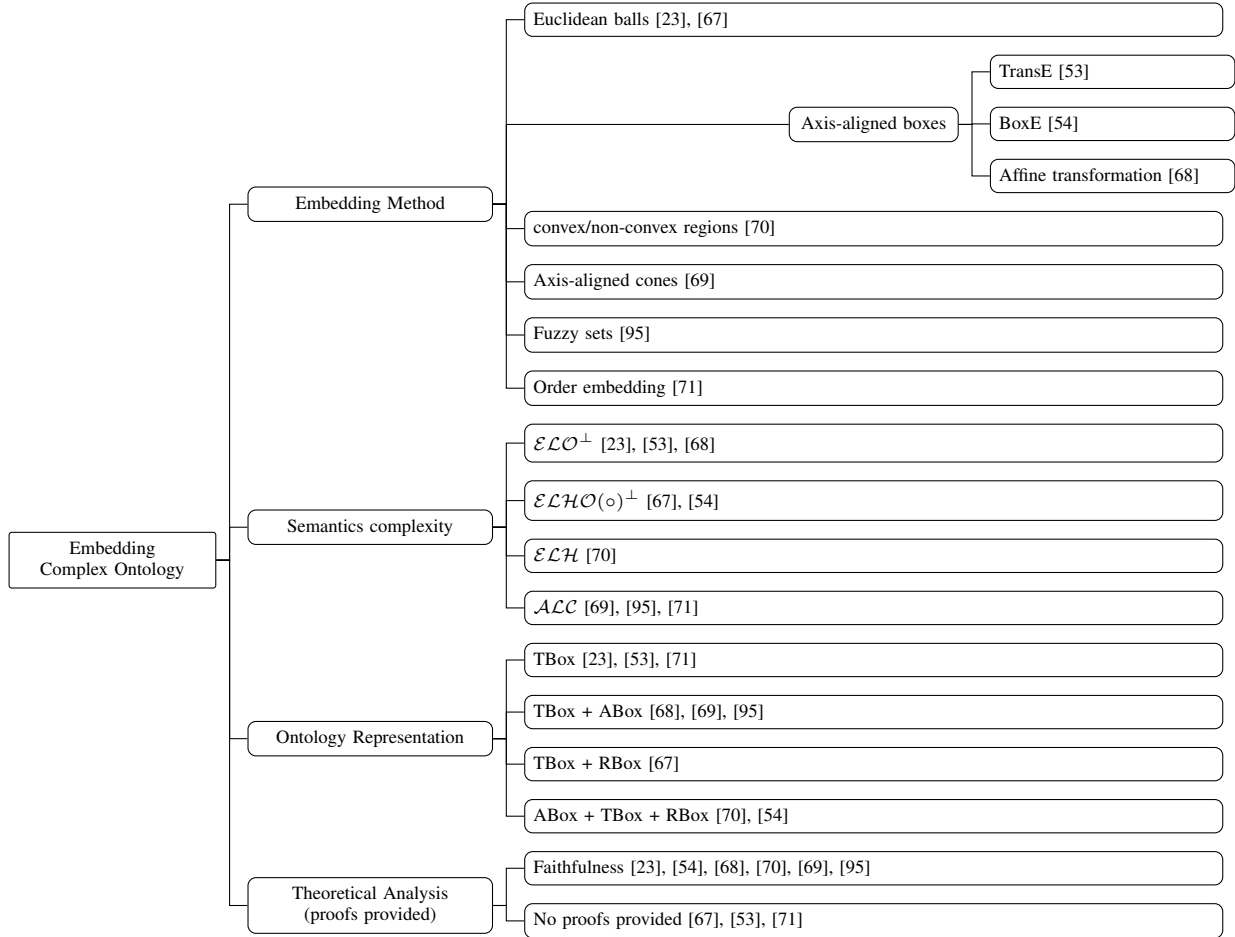 Euclidean balls [23], [67]
TransE [53]
Axis-aligned boxes
BoxE [54]
Affine transformation [68]
Embedding Method
convex/non-convex regions [70]
Axis-aligned cones [69]
Fuzzy sets [95]
Order embedding [71]
ℰℒ𝒪⊥ [23], [53], [68]
ℰℒℋ𝒪(∘)⊥ [67], [54]
Semantics complexity
ℰℒℋ [70]
𝒜ℒ𝒞 [69], [95], [71]
Embedding
Complex Ontology
TBox [23], [53], [71]
TBox + ABox [68], [69], [95]
Ontology Representation
TBox + RBox [67]
ABox + TBox + RBox [70], [54]
Faithfulness [23], [54], [68], [70], [69], [95]
Theoretical Analysis
(proofs provided)
No proofs provided [67], [53], [71]